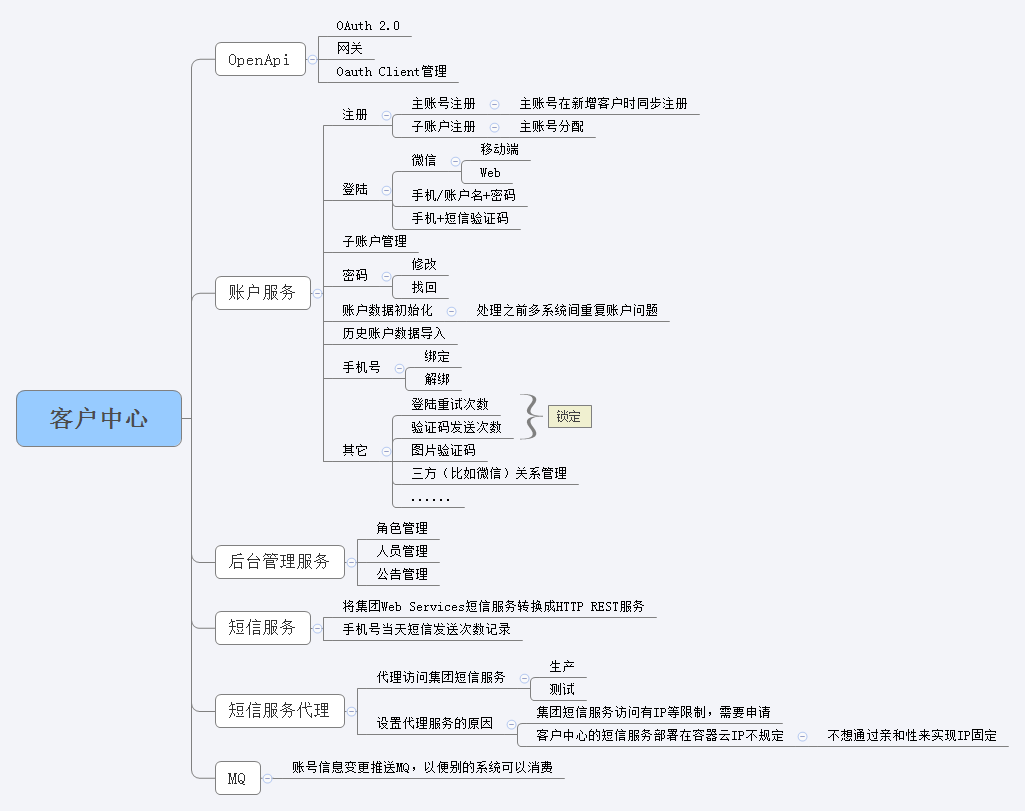 客户中心
OpenApi
OAuth 2.0
网关
Oauth Client管理
账户服务
注册
主账号注册
主账号在新增客户时同步注册
子账户注册
主账号分配
登陆
微信
移动端
Web
手机/账户名+密码
手机+短信验证码
子账户管理
密码
修改
找回
账户数据初始化
处理之前多系统间重复账户问题
历史账户数据导入
手机号
绑定
解绑
其它
登陆重试次数
验证码发送次数
锁定
图片验证码
三方（比如微信）关系管理
......
后台管理服务
角色管理
人员管理
公告管理
短信服务
将集团Web Services短信服务转换成HTTP REST服务
手机号当天短信发送次数记录
短信服务代理
代理访问集团短信服务
生产
测试
设置代理服务的原因
集团短信服务访问有IP等限制，需要申请
客户中心的短信服务部署在容器云IP不规定
不想通过亲和性来实现IP固定
MQ
账号信息变更推送MQ，以便别的系统可以消费